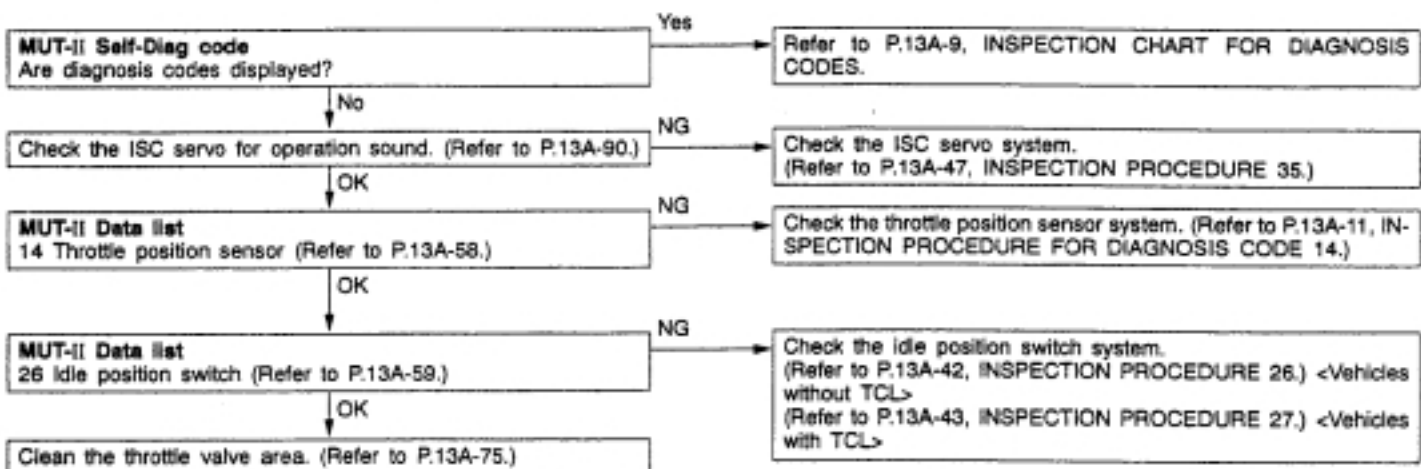 Yes
MUT-II Self-Diag code
Are diagnosis codes displayed?
Refer to P.13A-9, INSPECTION CHART FOR DIAGNOSIS
CODES.
No
Check the ISC servo for operation sound. (Refer to P.13A-90.)
NG
Check the ISC servo system.
(Refer to P.13A-47, INSPECTION PROCEDURE 35.)
OK
MUT-II Data list
14 Throttle position sensor (Refer to P.13A-58.)
NG
Check the throttle position sensor system. (Refer to P.13A-11, IN-
SPECTION PROCEDURE FOR DIAGNOSIS CODE 14.)
OK
MUT-II Data list
26 Idle position switch (Refer to P.13A-59.)
NG
Check the idle position switch system.
(Refer to P.13A-42, INSPECTION PROCEDURE 26.) <Vehicles
without TCL>
(Refer to P.13A-43, INSPECTION PROCEDURE 27.) <Vehicles
with TCL>
OK
Clean the throttle valve area. (Refer to P.13A-75.)